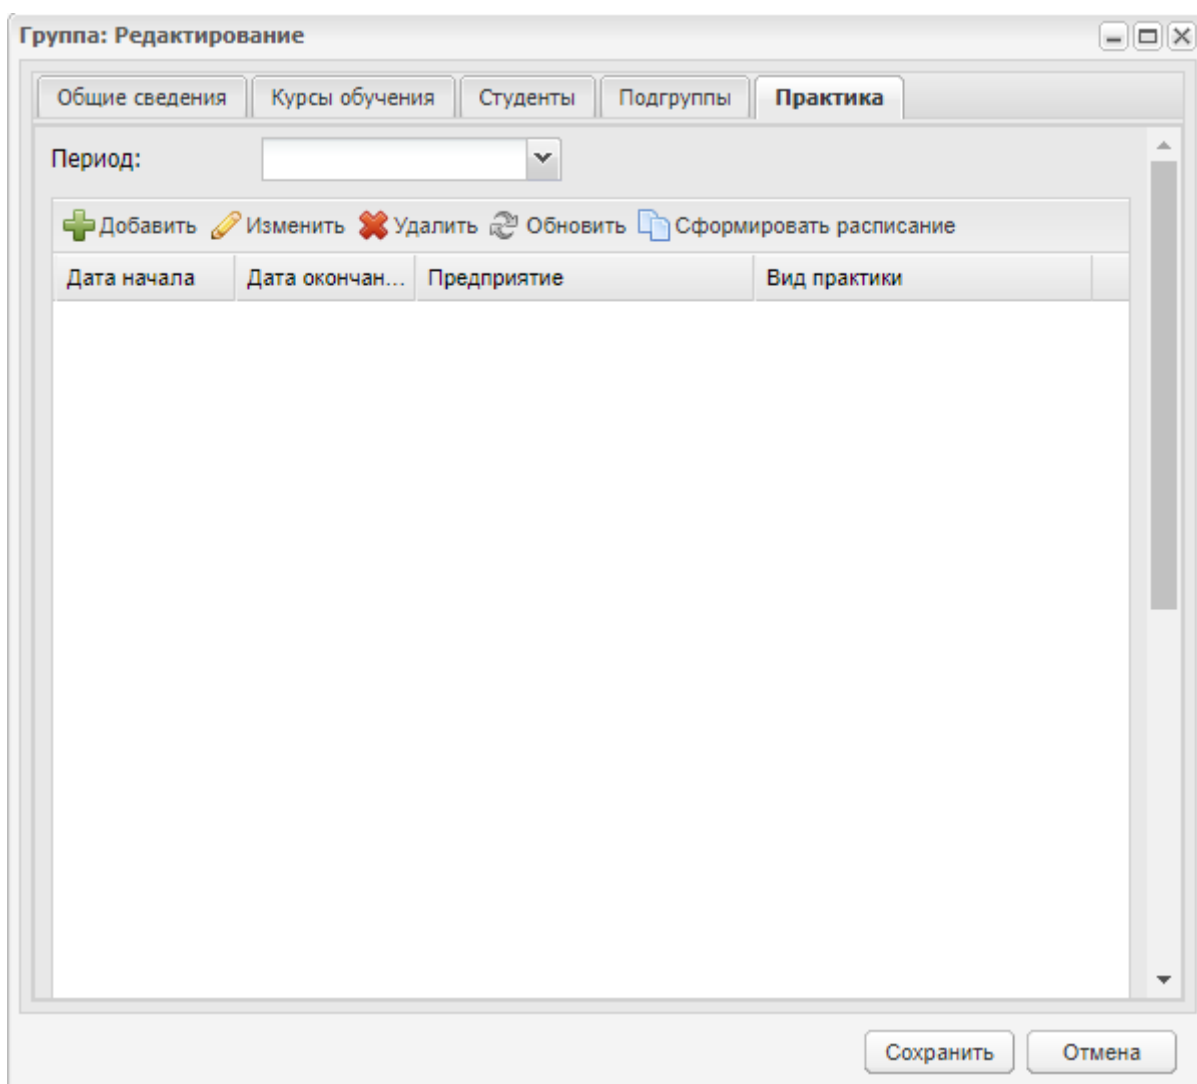 Группа: Редактирование
Общие сведения Курсы обучения Студенты Подгруппы Практика
Период:
Добавить Изменить Удалить Обновить Сформировать расписание
Дата начала Дата окончан... Предприятие Вид практики
Сохранить Отмена